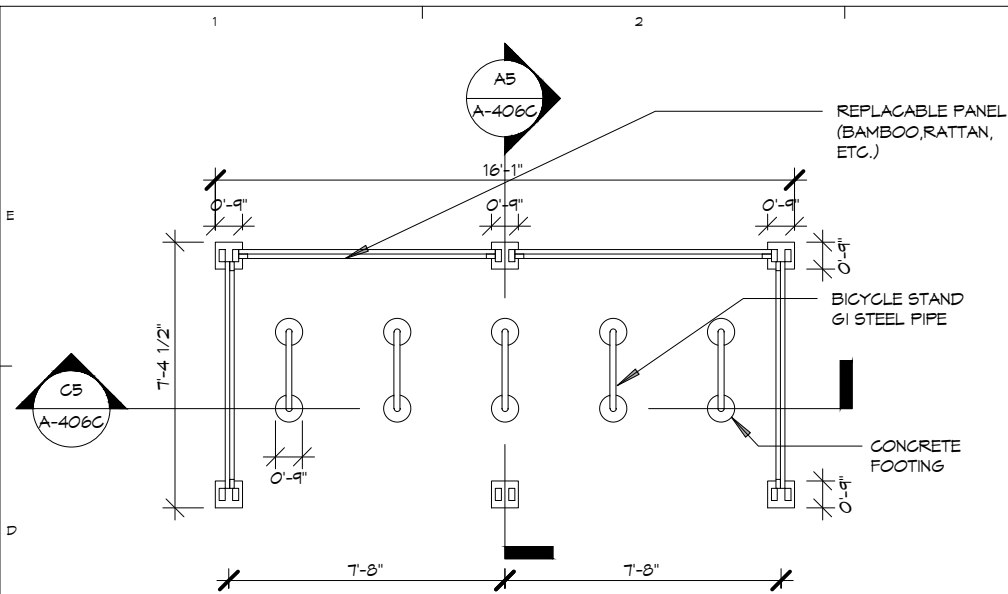 1
2
A5
A-406C
REPLACABLE PANEL
(BAMBOO,RATTAN,
ETC.)
16'-1"
0'-9"
0'-9"
0'-9"
E
0'-9"
BICYCLE STAND
GI STEEL PIPE
7'-4 1/2"
C5
A-406C
CONCRETE
FOOTING
0'-9"
0'-9"
D
7'-8"
7'-8"